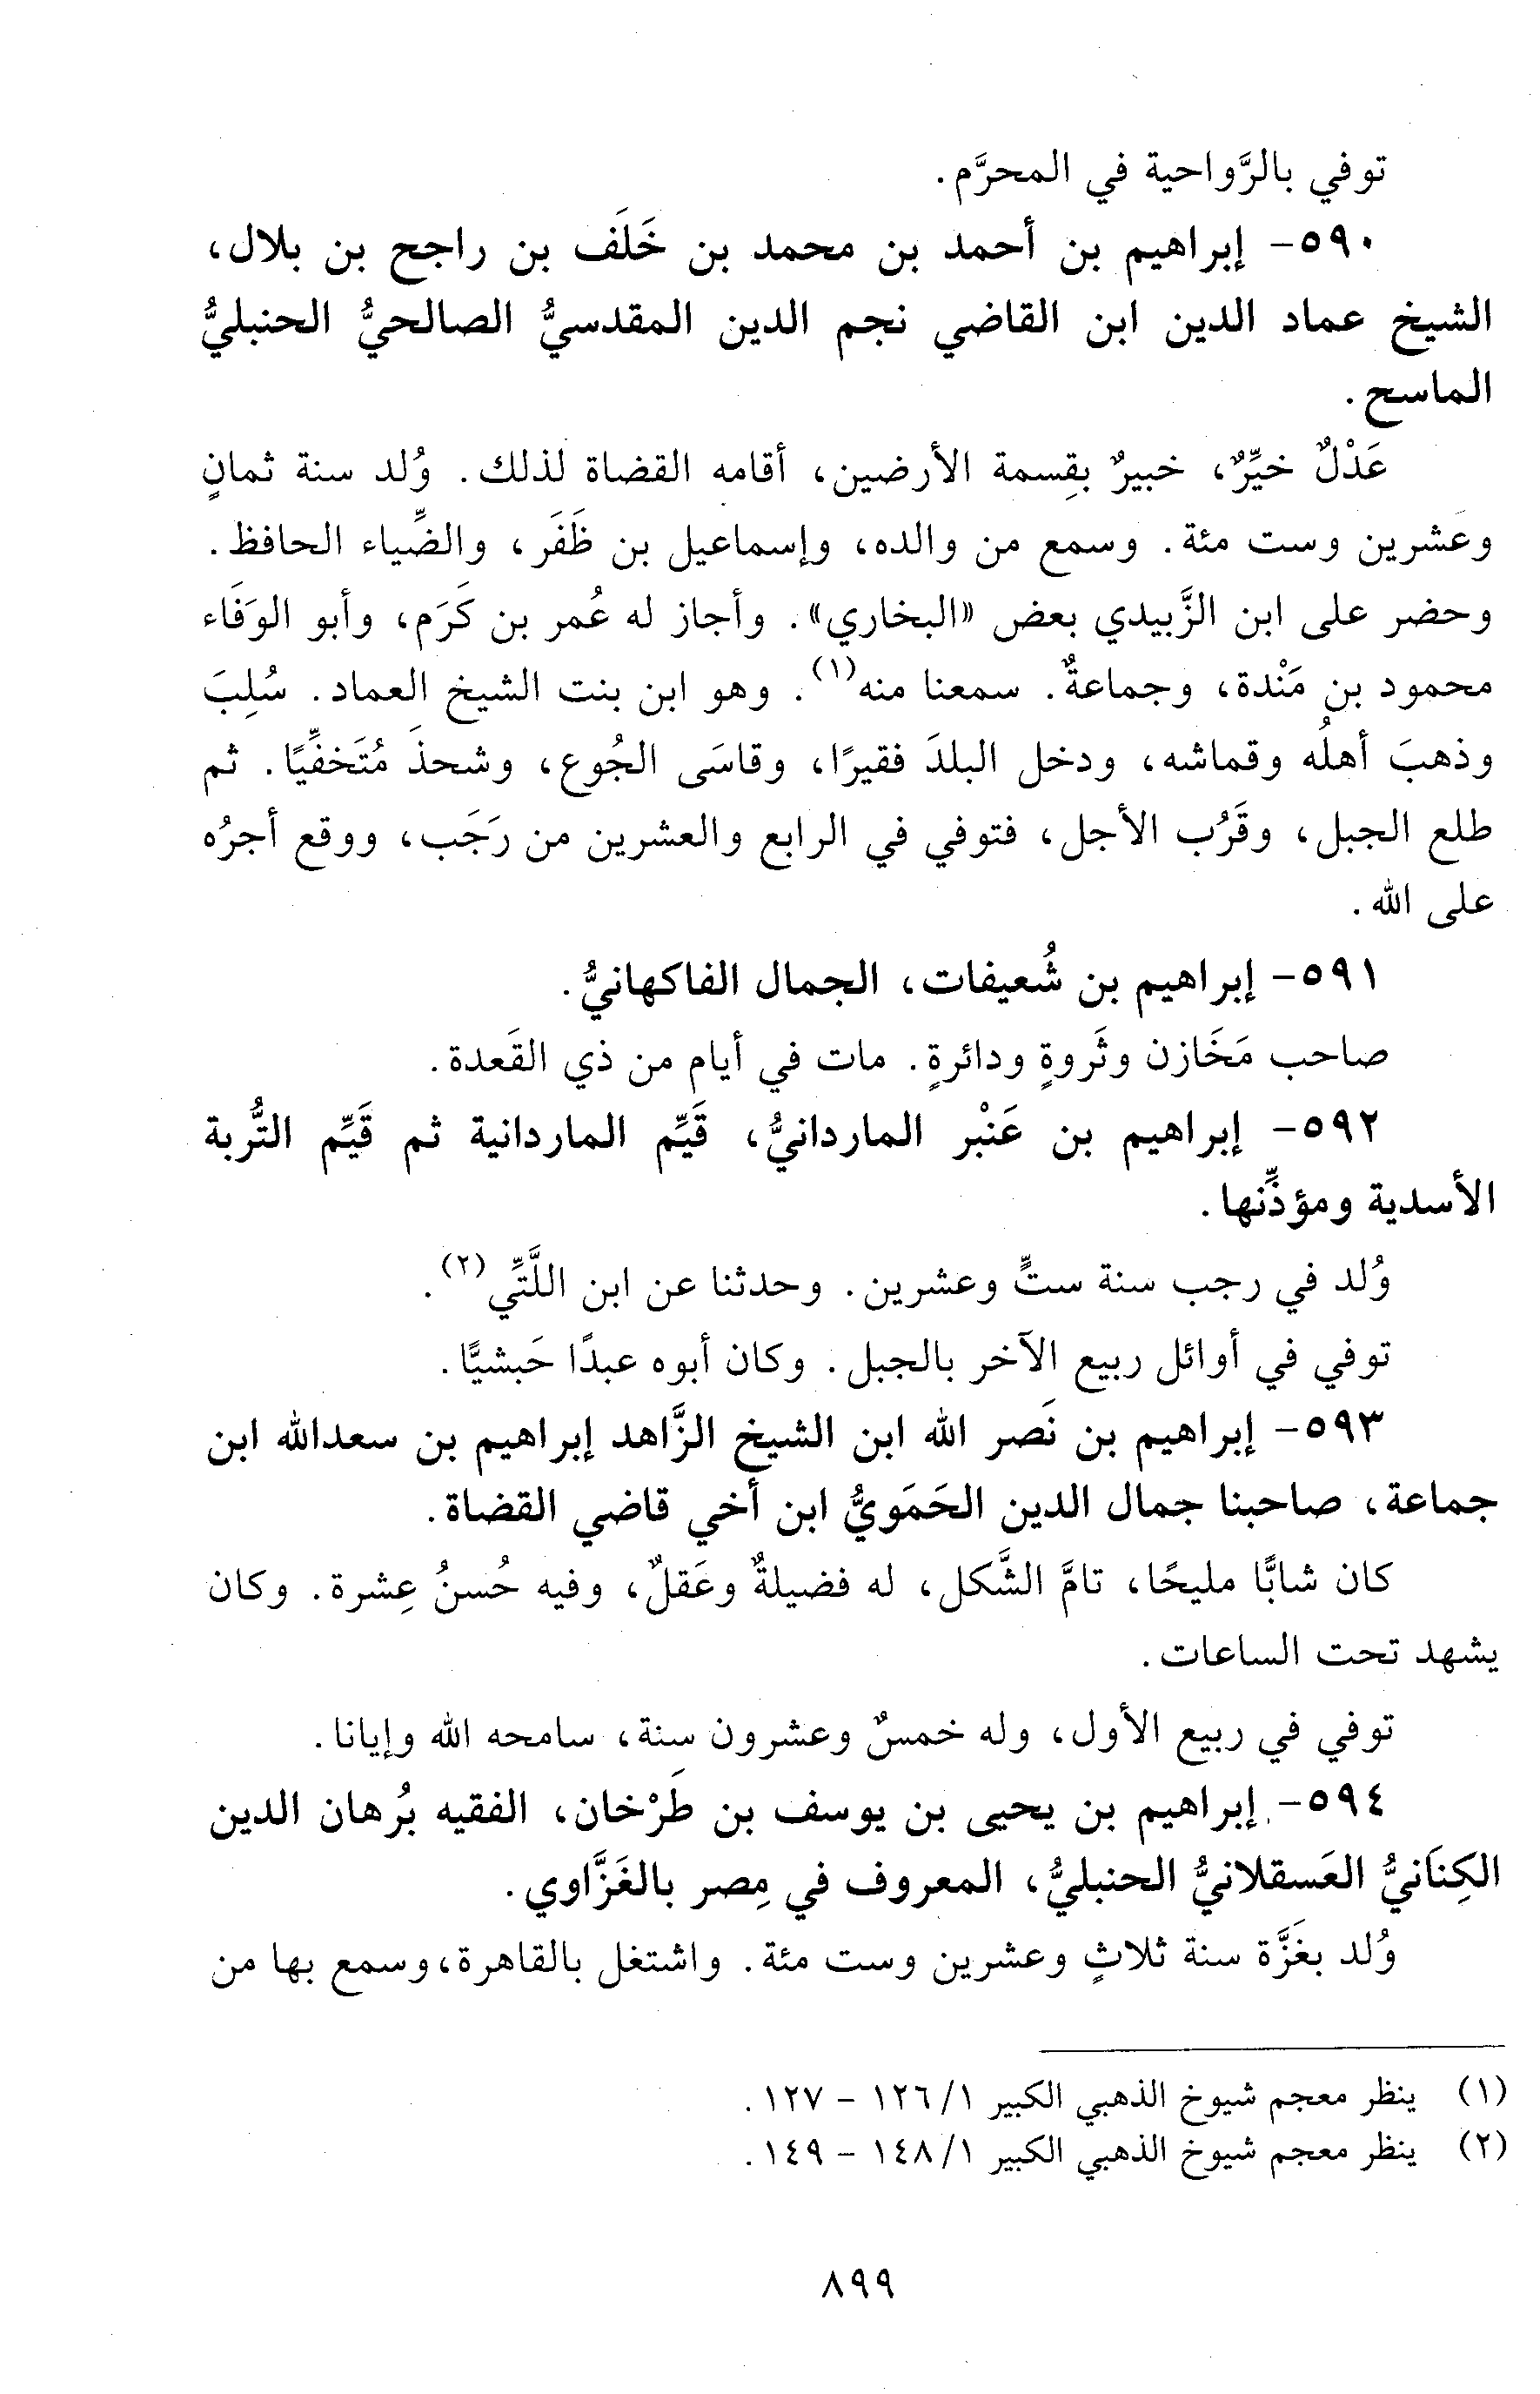 توفي بالرَّواحية في المحرَّم.
٥٩٠- إبراهيم بن أحمد بن محمد بن خَلَف بن راجح بن بلال،
الشيخ عماد الدين ابن القاضي نجم الدين المقدسيُّ الصالحيُّ الحنبليُّ
الماسح.
عَدْلٌ خيِّرٌ، خبيرٌ بقِسمة الأرضين، أقامه القضاة لذلك. وُلد سنة ثمانٍ
وعَشرين وست مئة. وسمع من والده، وإسماعيل بن ظَفَر، والضِّياء الحافظ.
وحضر على ابن الزَّبيدي بعض «البخاري». وأجاز له عُمر بن كَرَم، وأبو الوَفَاء
محمود بن مَنْدة، وجماعةٌ. سمعنا منه(١). وهو ابن بنت الشيخ العماد. سُلِبَ
وذهبَ أهلُه وقماشه، ودخل البلدَ فقيرًا، وقاسَى الجُوع، وشحذَ مُتَخفِّيًا. ثم
طلع الجبل، وقَرُب الأجل، فتوفي في الرابع والعشرين من رَجَب، ووقع أجرُه
على الله.
٥٩١- إبراهيم بن شُعيفات، الجمال الفاكهانيُّ.
صاحب مَخَازن وثَروةٍ ودائرةٍ. مات في أيام من ذي القَعدة.
٥٩٢- إبراهيم بن عَنْبر الماردانيُّ، قَيِّم الماردانية ثم قَيِّم التُّربة
الأسدية ومؤذِّنها.
وُلد في رجب سنة ستٍّ وعشرين. وحدثنا عن ابن اللَّتِّي(٢).
توفي في أوائل ربيع الآخر بالجبل. وكان أبوه عبدًا حَبشيًّا.
٥٩٣- إبراهيم بن نَصر الله ابن الشيخ الزَّاهد إبراهيم بن سعدالله ابن
جماعة، صاحبنا جمال الدين الحَمَويُّ ابن أخي قاضي القضاة.
كان شابًّا مليحًا، تامَّ الشَّكل، له فضيلةٌ وعَقلٌ، وفيه حُسنُ عِشرة. وكان
يشهد تحت الساعات.
توفي في ربيع الأول، وله خمسٌ وعشرون سنة، سامحه الله وإيانا.
٥٩٤- إبراهيم بن يحيى بن يوسف بن طَرْخان، الفقيه بُرهان الدين
الكِنَانيُّ العَسقلانيُّ الحنبليُّ، المعروف في مِصر بالغَزَّاوي.
وُلد بغَزَّة سنة ثلاثٍ وعشرين وست مئة. واشتغل بالقاهرة، وسمع بها من
(١) ينظر معجم شيوخ الذهبي الكبير ١/ ١٢٦ - ١٢٧.
(٢) ينظر معجم شيوخ الذهبي الكبير ١/ ١٤٨ - ١٤٩.
٨٩٩